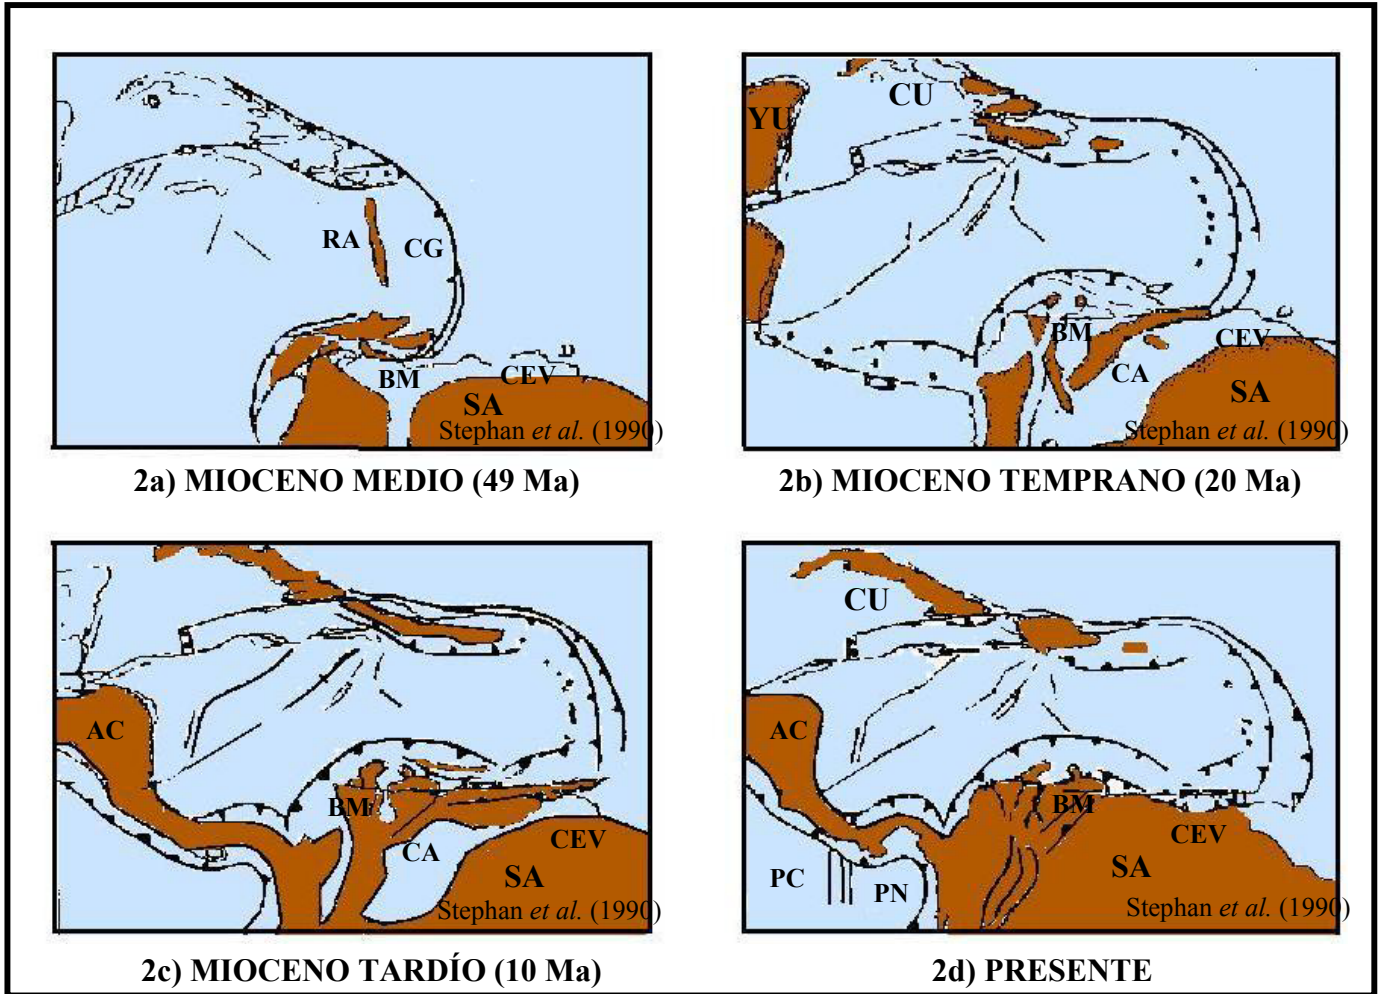 RA
CG
BM
CEV
SA
Stephan et al. (1990)
2a) MIOCENO MEDIO (49 Ma)
CU
YU
BM
CEV
CA
SA
Stephan et al. (1990)
2b) MIOCENO TEMPRANO (20 Ma)
AC
BM
CEV
CA
SA
Stephan et al. (1990)
2c) MIOCENO TARDÍO (10 Ma)
CU
AC
BM
CEV
SA
PC
PN
Stephan et al. (1990)
2d) PRESENTE